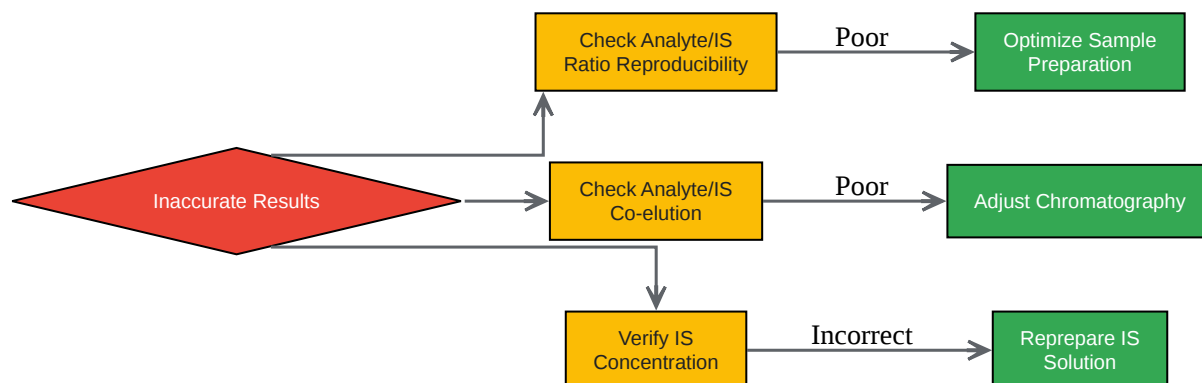 Check Analyte/IS
Ratio Reproducibility
Poor
Optimize Sample
Preparation
Inaccurate Results
Check Analyte/IS
Co-elution
Poor
Adjust Chromatography
Verify IS
Concentration
Incorrect
Reprepare IS
Solution